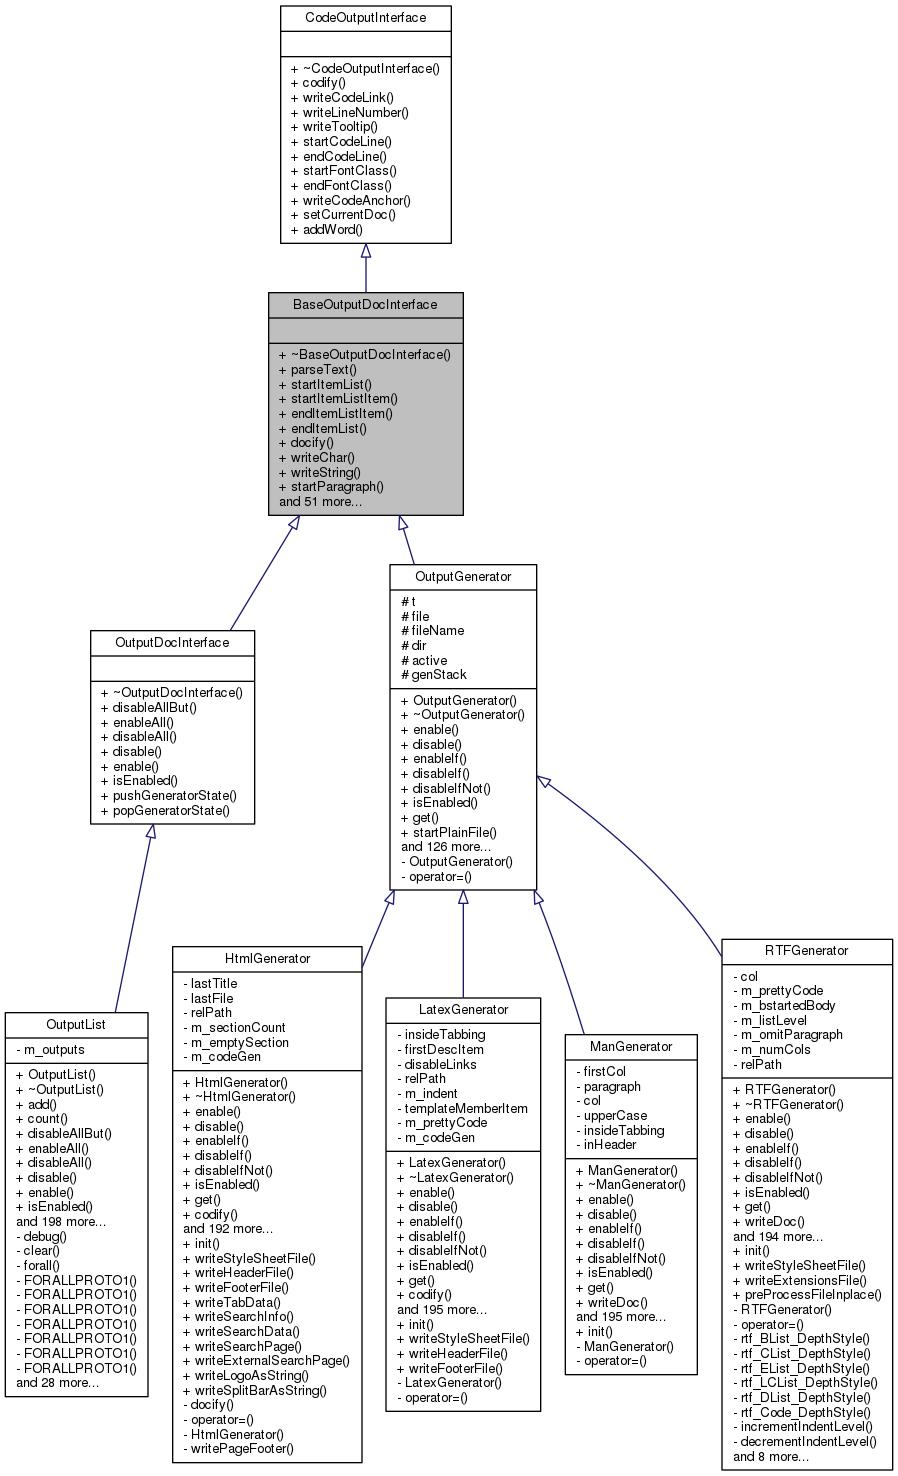 CodeOutputInterface
+ ~CodeOutputInterface()
+ codify()
+ writeCodeLink()
+ writeLineNumber()
+ writeTooltip()
+ startCodeLine()
+ endCodeLine()
+ startFontClass()
+ endFontClass()
+ writeCodeAnchor()
+ setCurrentDoc()
+ addWord()
BaseOutputDocInterface
+ ~BaseOutputDocInterface()
+ parseText()
+ startItemList()
+ startItemListItem()
+ endItemListItem()
+ endItemList()
+ docify()
+ writeChar()
+ writeString()
+ startParagraph()
and 51 more...
OutputDocInterface
+ ~OutputDocInterface()
+ disableAllBut()
+ enableAll()
+ disableAll()
+ disable()
+ enable()
+ isEnabled()
+ pushGeneratorState()
+ popGeneratorState()
OutputGenerator
# t
# file
# fileName
# dir
# active
# genStack
+ OutputGenerator()
+ ~OutputGenerator()
+ enable()
+ disable()
+ enableIf()
+ disableIf()
+ disableIfNot()
+ isEnabled()
+ get()
+ startPlainFile()
and 126 more...
- OutputGenerator()
- operator=()
OutputList
- m_outputs
+ OutputList()
+ ~OutputList()
+ add()
+ count()
+ disableAllBut()
+ enableAll()
+ disableAll()
+ disable()
+ enable()
+ isEnabled()
and 198 more...
- debug()
- clear()
- forall()
- FORALLPROTO1()
- FORALLPROTO1()
- FORALLPROTO1()
- FORALLPROTO1()
- FORALLPROTO1()
- FORALLPROTO1()
- FORALLPROTO1()
and 28 more...
HtmlGenerator
- lastTitle
- lastFile
- relPath
- m_sectionCount
- m_emptySection
- m_codeGen
+ HtmlGenerator()
+ ~HtmlGenerator()
+ enable()
+ disable()
+ enableIf()
+ disableIf()
+ disableIfNot()
+ isEnabled()
+ get()
+ codify()
and 192 more...
+ init()
+ writeStyleSheetFile()
+ writeHeaderFile()
+ writeFooterFile()
+ writeTabData()
+ writeSearchInfo()
+ writeSearchData()
+ writeSearchPage()
+ writeExternalSearchPage()
+ writeLogoAsString()
+ writeSplitBarAsString()
- docify()
- operator=()
- HtmlGenerator()
- writePageFooter()
LatexGenerator
- insideTabbing
- firstDescItem
- disableLinks
- relPath
- m_indent
- templateMemberItem
- m_prettyCode
- m_codeGen
+ LatexGenerator()
+ ~LatexGenerator()
+ enable()
+ disable()
+ enableIf()
+ disableIf()
+ disableIfNot()
+ isEnabled()
+ get()
+ codify()
and 195 more...
+ init()
+ writeStyleSheetFile()
+ writeHeaderFile()
+ writeFooterFile()
- LatexGenerator()
- operator=()
ManGenerator
- firstCol
- paragraph
- col
- upperCase
- insideTabbing
- inHeader
+ ManGenerator()
+ ~ManGenerator()
+ enable()
+ disable()
+ enableIf()
+ disableIf()
+ disableIfNot()
+ isEnabled()
+ get()
+ writeDoc()
and 195 more...
+ init()
- ManGenerator()
- operator=()
RTFGenerator
- col
- m_prettyCode
- m_bstartedBody
- m_listLevel
- m_omitParagraph
- m_numCols
- relPath
+ RTFGenerator()
+ ~RTFGenerator()
+ enable()
+ disable()
+ enableIf()
+ disableIf()
+ disableIfNot()
+ isEnabled()
+ get()
+ writeDoc()
and 194 more...
+ init()
+ writeStyleSheetFile()
+ writeExtensionsFile()
+ preProcessFileInplace()
- RTFGenerator()
- operator=()
- rtf_BList_DepthStyle()
- rtf_CList_DepthStyle()
- rtf_EList_DepthStyle()
- rtf_LCList_DepthStyle()
- rtf_DList_DepthStyle()
- rtf_Code_DepthStyle()
- incrementIndentLevel()
- decrementIndentLevel()
and 8 more...